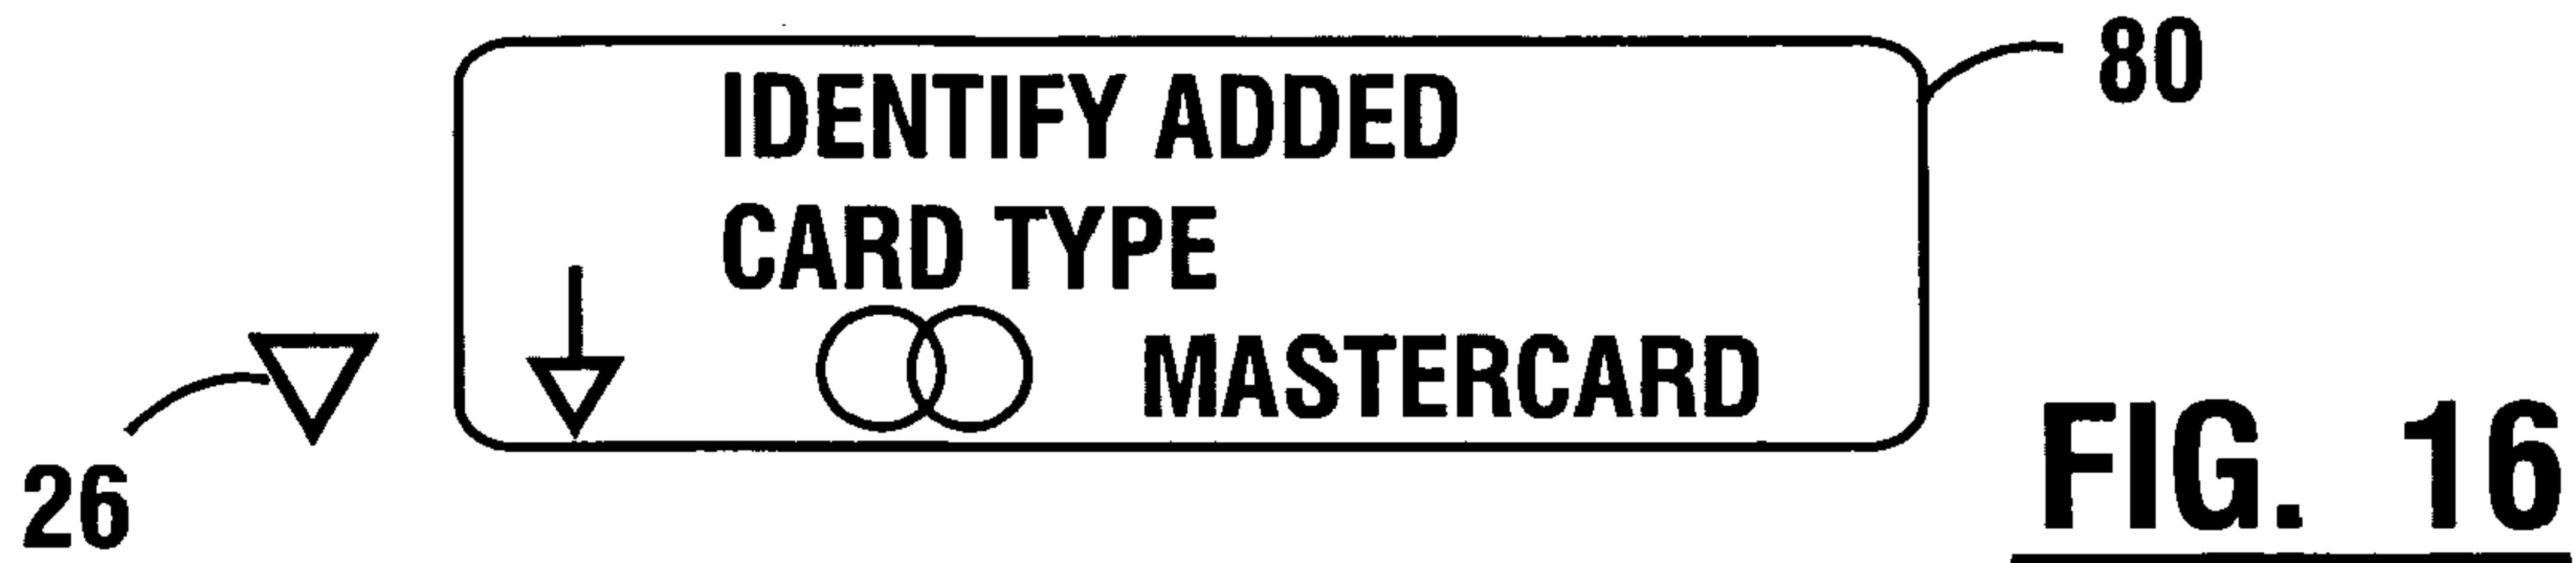 80
IDENTIFY ADDED
CARD TYPE
MASTERCARD
26
FIG. 16